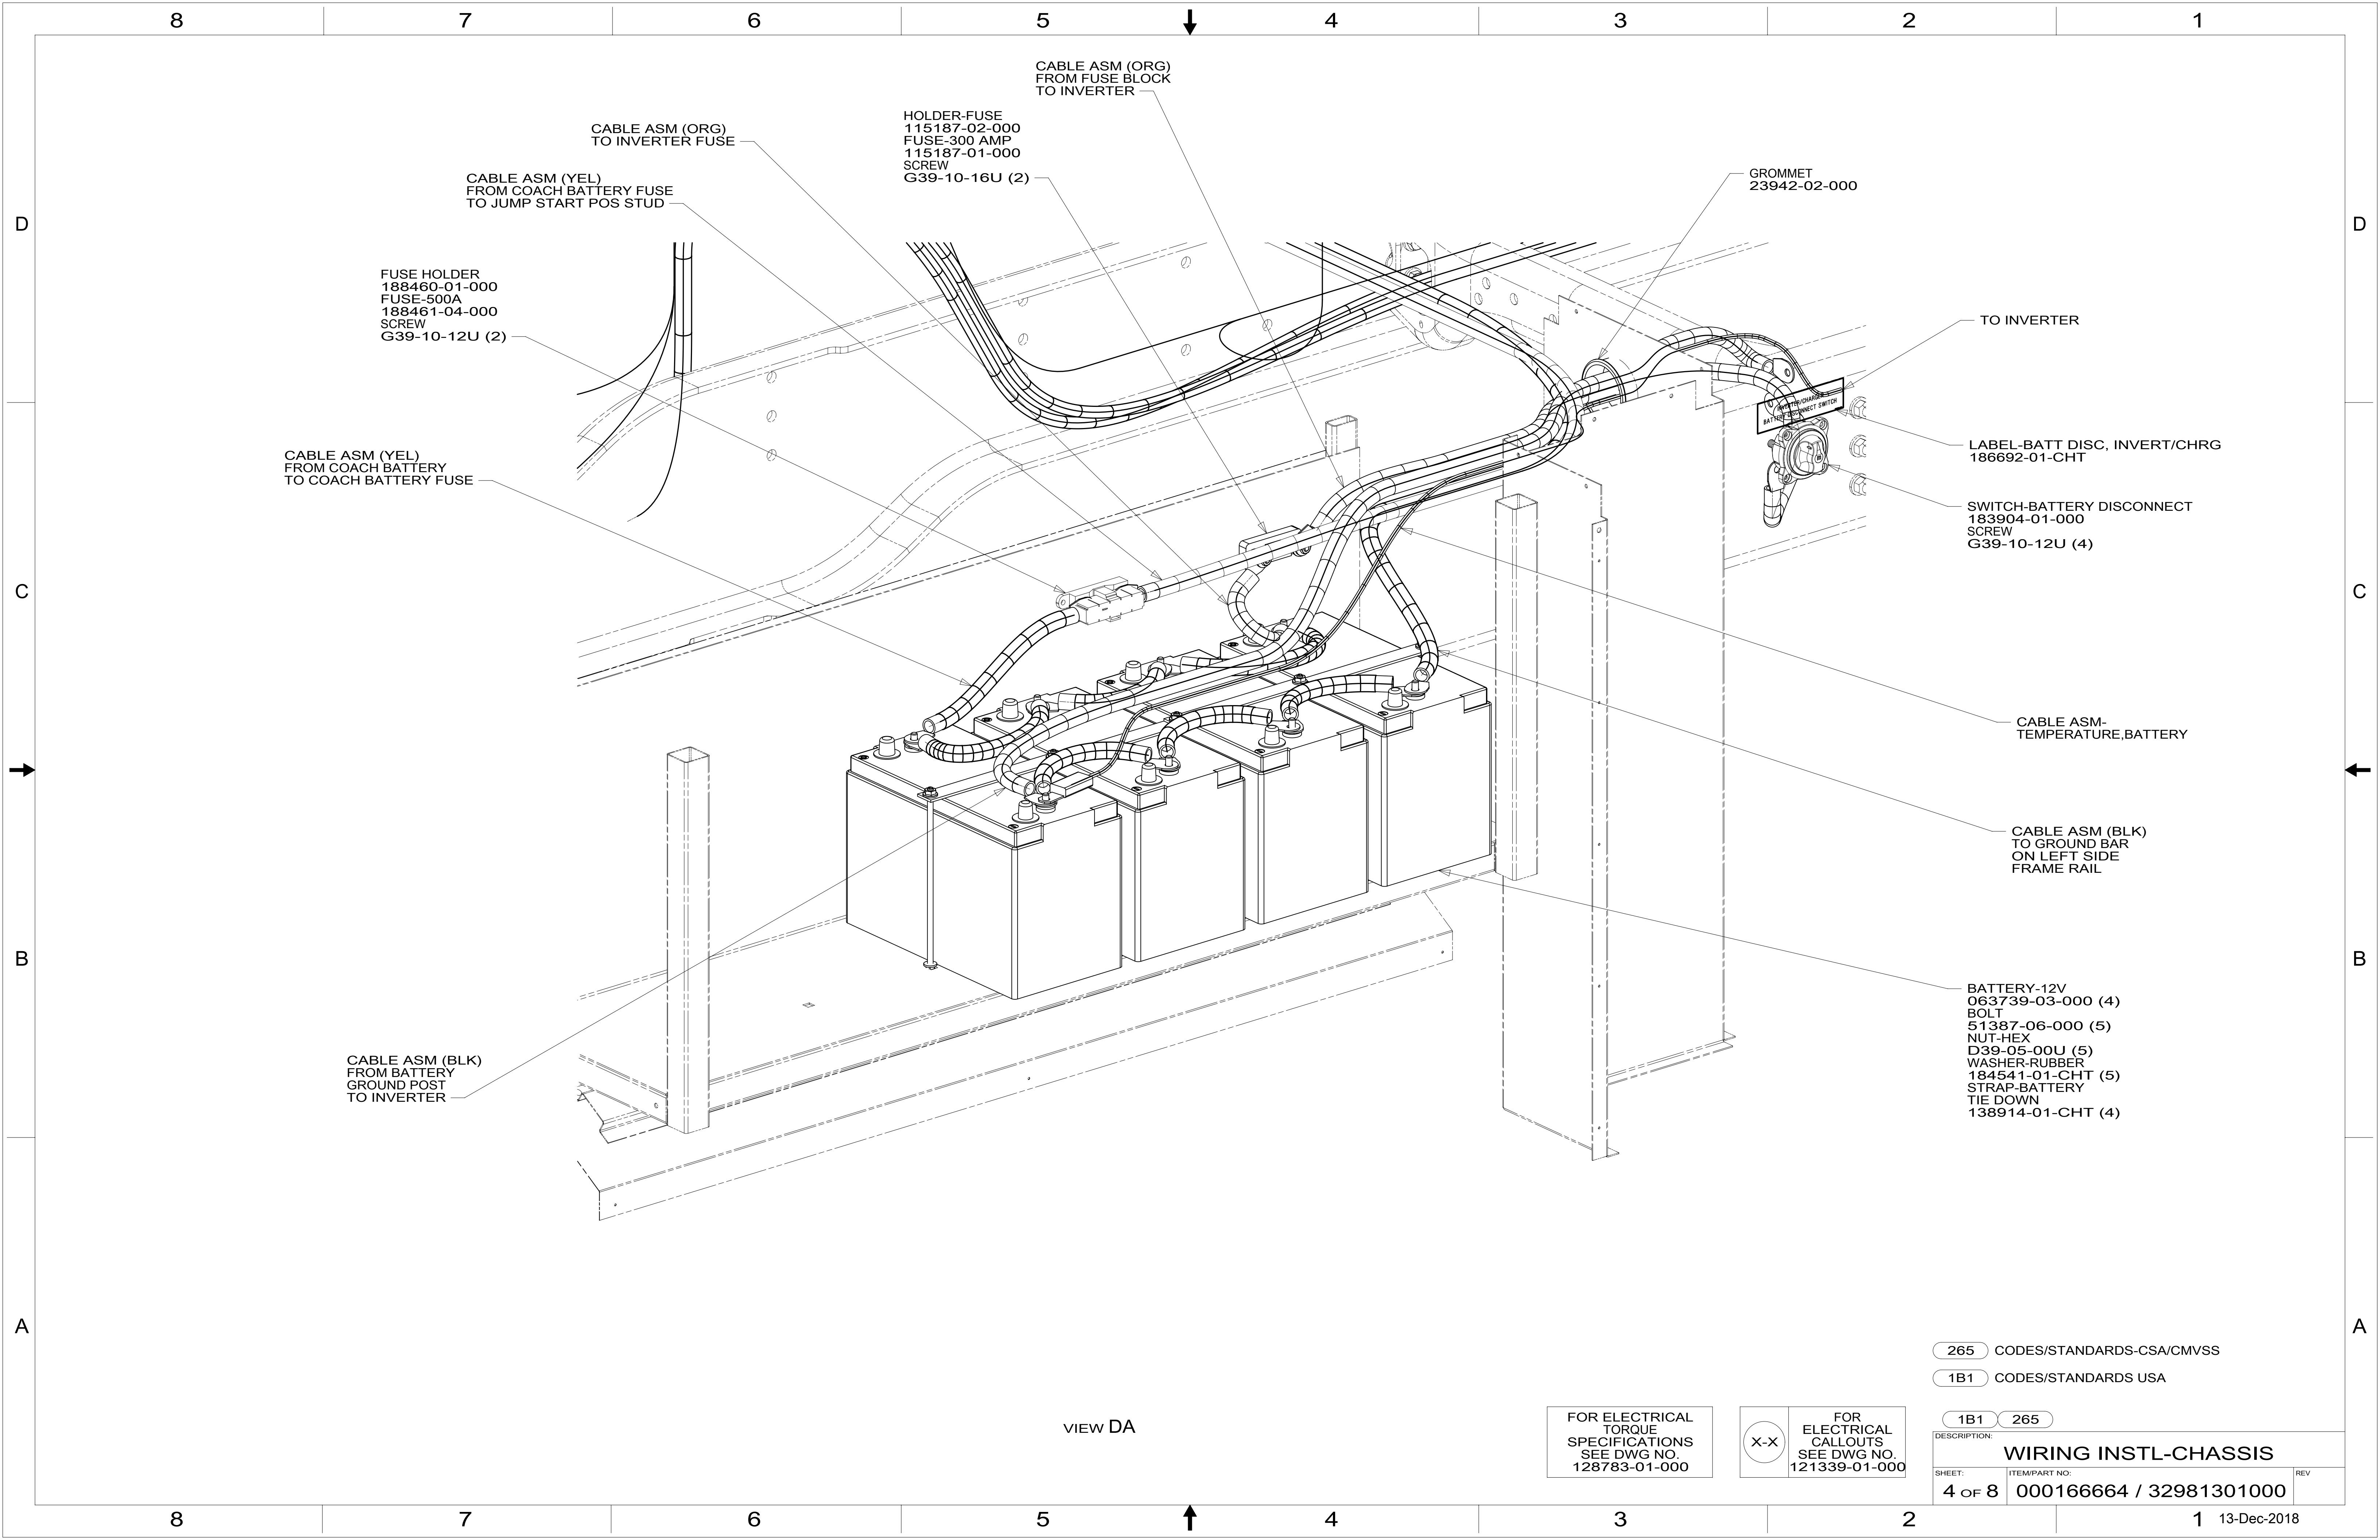 8 7 6 5 4 3 2 1
CABLE ASM (ORG)
FROM FUSE BLOCK
TO INVERTER
HOLDER-FUSE
115187-02-000
FUSE-300 AMP
115187-01-000
SCREW
G39-10-16U (2)
CABLE ASM (ORG)
TO INVERTER FUSE
CABLE ASM (YEL)
FROM COACH BATTERY FUSE
TO JUMP START POS STUD
GROMMET
23942-02-000
D
D
FUSE HOLDER
188460-01-000
FUSE-500A
188461-04-000
SCREW
G39-10-12U (2)
TO INVERTER
INVERTER/CHARGER
BATTERY DISCONNECT SWITCH
CABLE ASM (YEL)
FROM COACH BATTERY
TO COACH BATTERY FUSE
LABEL-BATT DISC, INVERT/CHRG
186692-01-CHT
SWITCH-BATTERY DISCONNECT
183904-01-000
SCREW
G39-10-12U (4)
C
C
CABLE ASM-
TEMPERATURE,BATTERY
CABLE ASM (BLK)
TO GROUND BAR
ON LEFT SIDE
FRAME RAIL
B
B
BATTERY-12V
063739-03-000 (4)
BOLT
51387-06-000 (5)
NUT-HEX
D39-05-00U (5)
WASHER-RUBBER
184541-01-CHT (5)
STRAP-BATTERY
TIE DOWN
138914-01-CHT (4)
CABLE ASM (BLK)
FROM BATTERY
GROUND POST
TO INVERTER
A
A
265 CODES/STANDARDS-CSA/CMVSS
1B1 CODES/STANDARDS USA
VIEW DA
FOR ELECTRICAL
TORQUE
SPECIFICATIONS
SEE DWG NO.
128783-01-000
X-X
FOR
ELECTRICAL
CALLOUTS
SEE DWG NO.
121339-01-000
1B1 265
DESCRIPTION:
WIRING INSTL-CHASSIS
SHEET:
4 OF 8
ITEM/PART NO:
000166664 / 32981301000
REV
8 7 6 5 4 3 2 1
13-Dec-2018